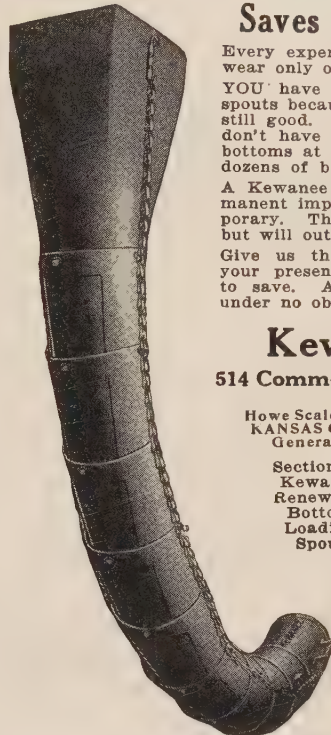 Saves
Every exper
wear only o
YOU have
spouts becau
still good.
don't have
bottoms at
dozens of b
A Kewanee
manent imp
porary. Th
but will out
Give us th
your presen
to save. A
under no ob
Kew
514 Comm
Howe Scale
KANSAS
Genera
Section
Kewa
Renew
Botto
Loadi
Spou